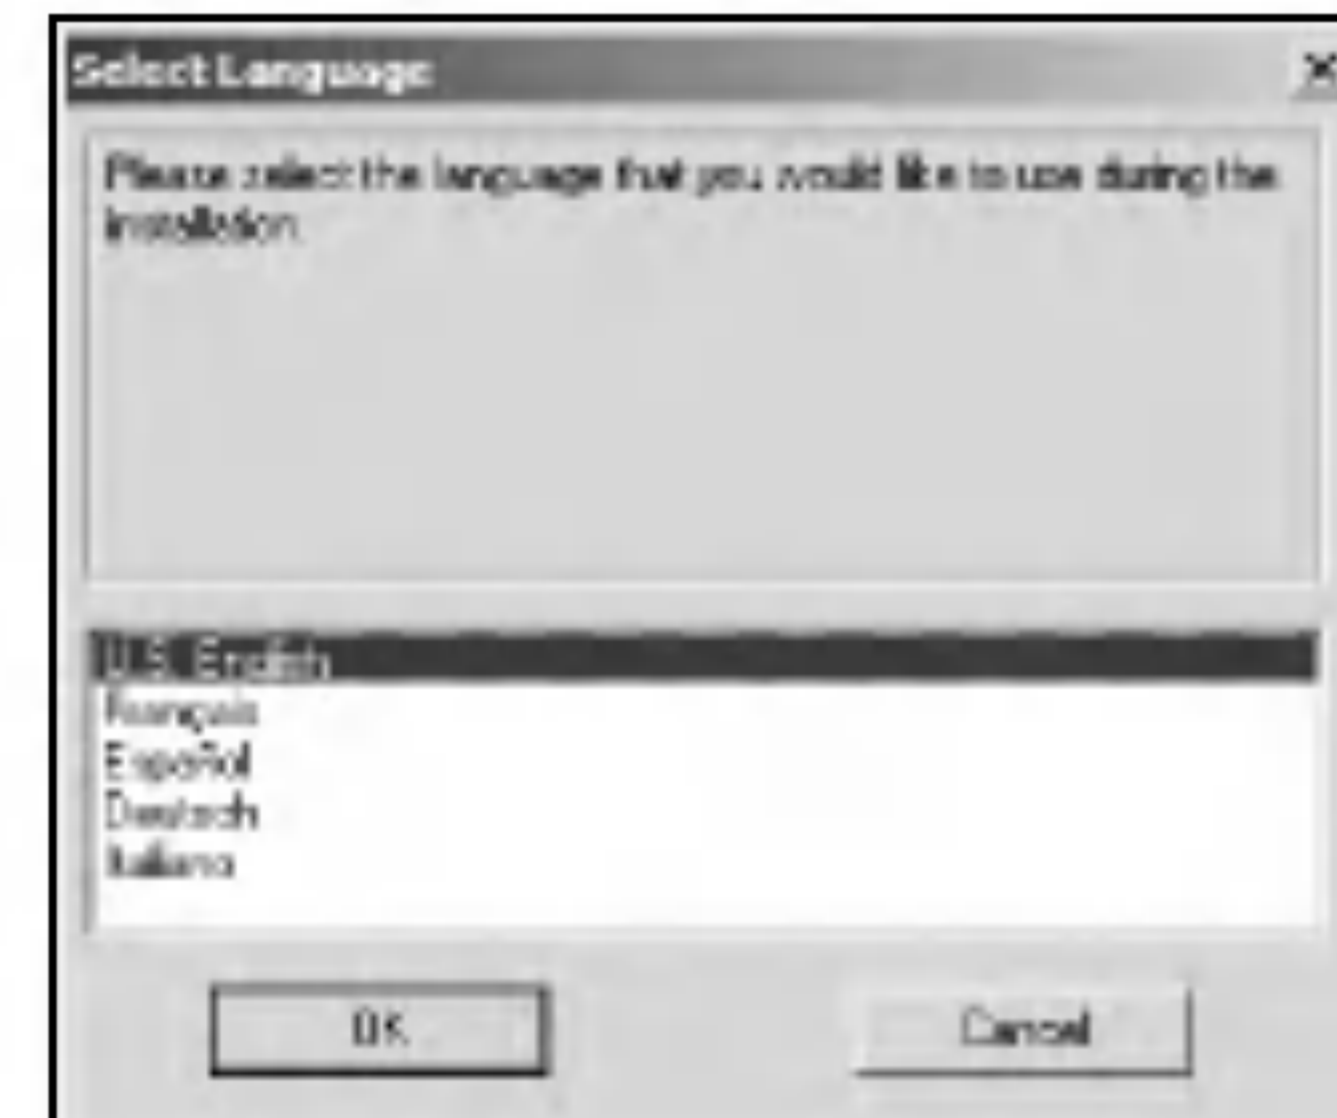 Select Language
Please select the language that you would like to use during the
installation.
U.S. English
Français
Español
Deutsch
Italiano
OK
Cancel